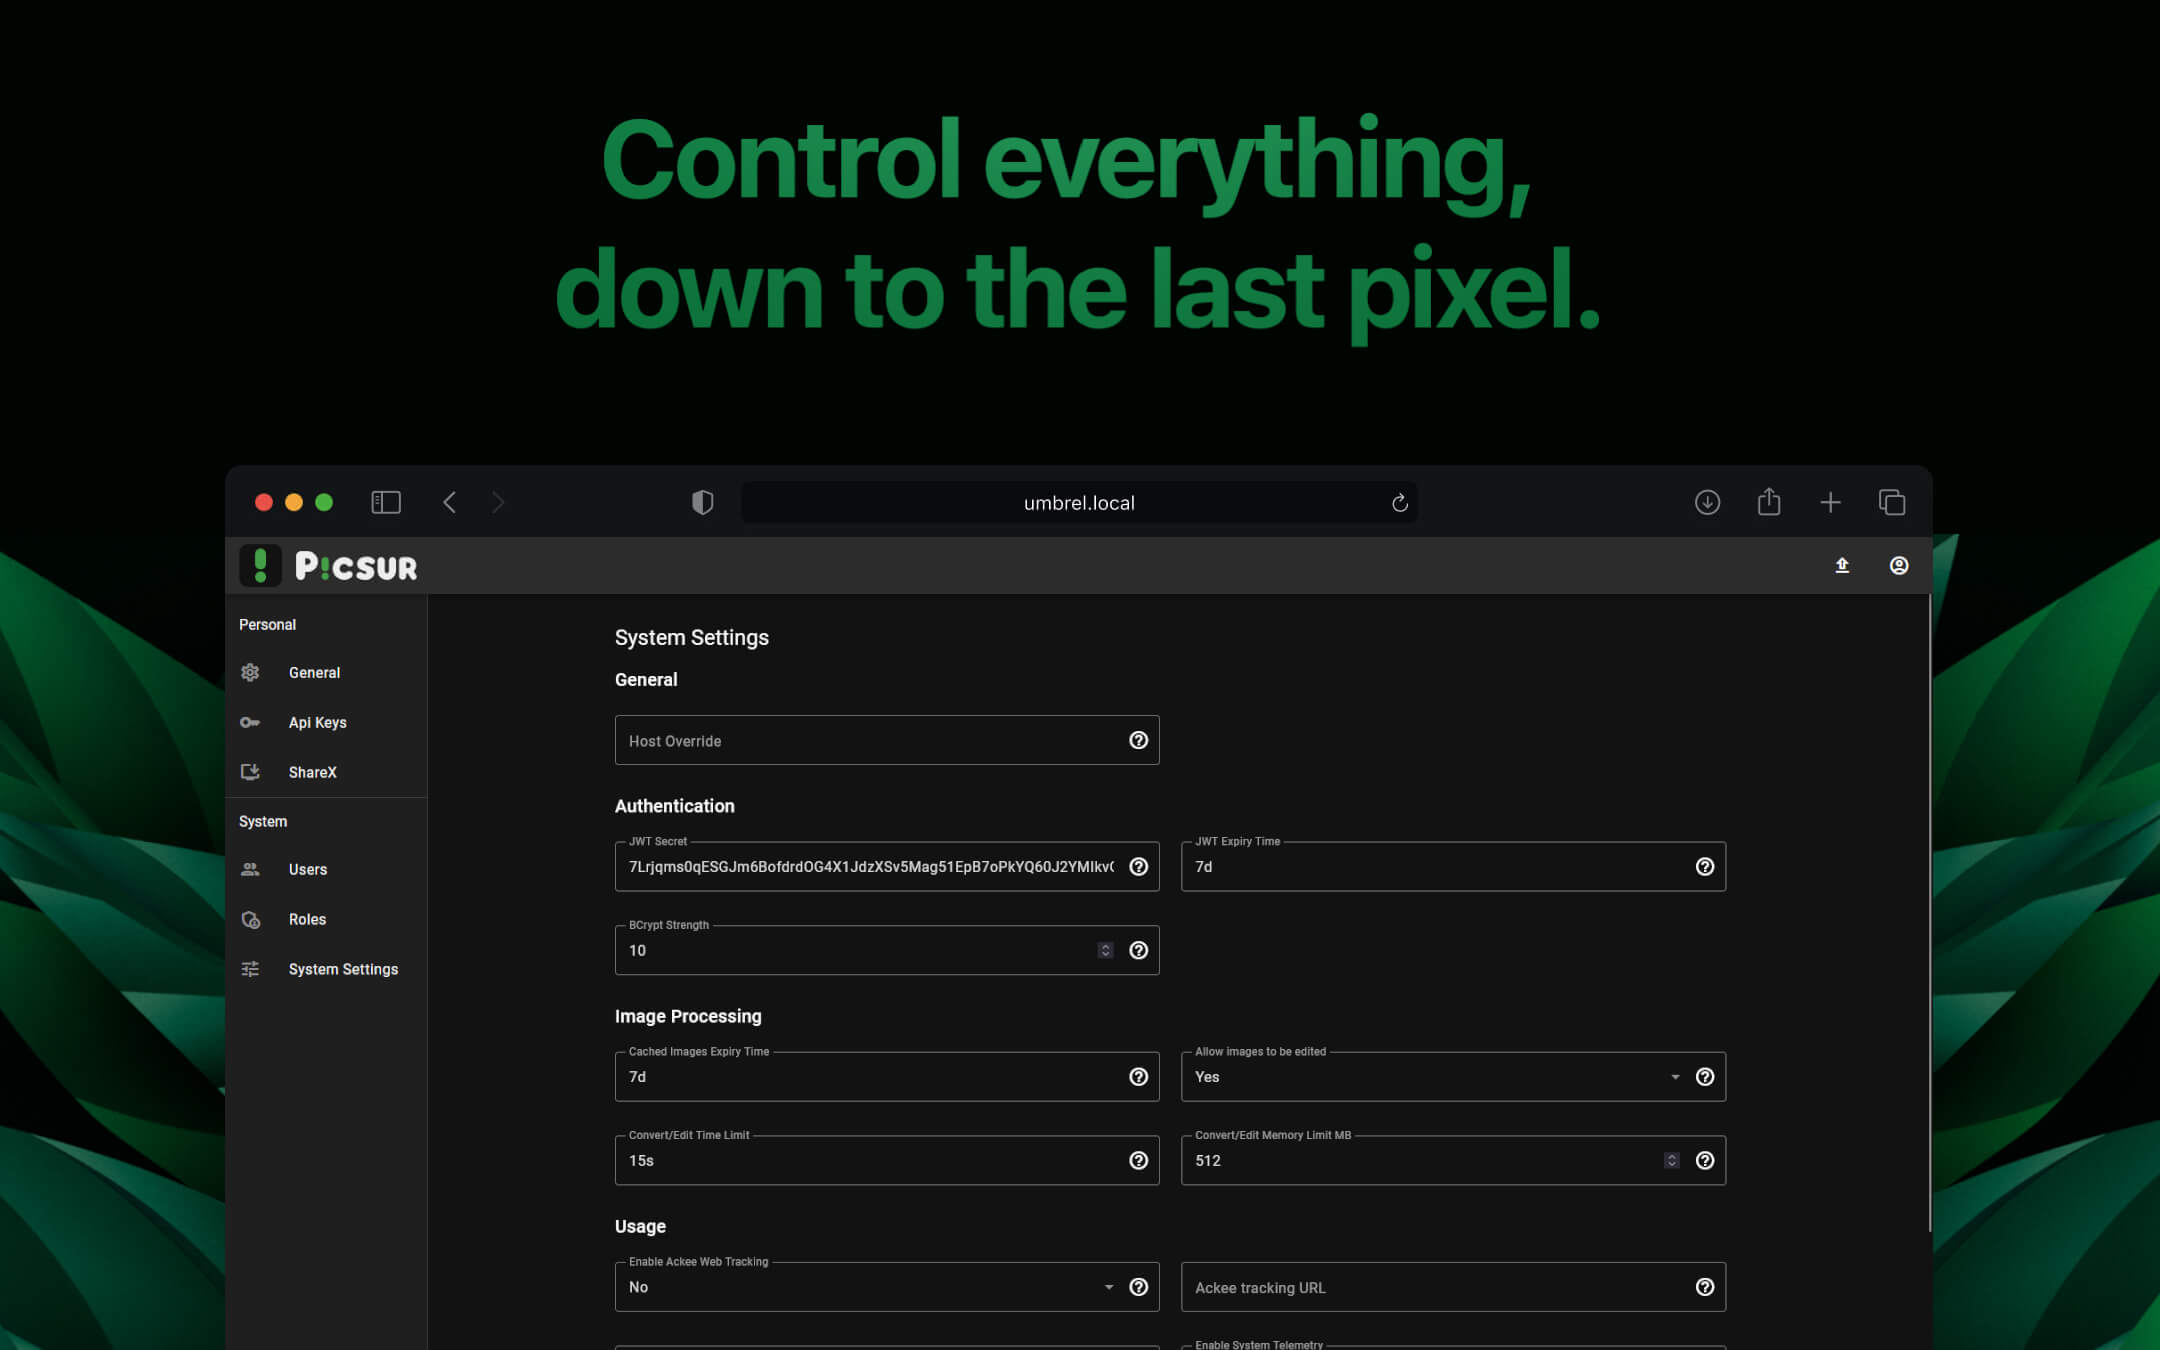 Control everything,
down to the last pixel.
umbrel.local
P!CSUR
Personal
General
Api Keys
ShareX
System
Users
Roles
System Settings
System Settings
General
Host Override
Authentication
JWT Secret
JWT Expiry Time
7d
BCrypt Strength
10
Image Processing
Cached Images Expiry Time
7d
Allow images to be edited
Yes
Convert/Edit Time Limit
15s
Convert/Edit Memory Limit MB
512
Usage
Enable Ackee Web Tracking
No
Ackee tracking URL
Enable System Telemetry